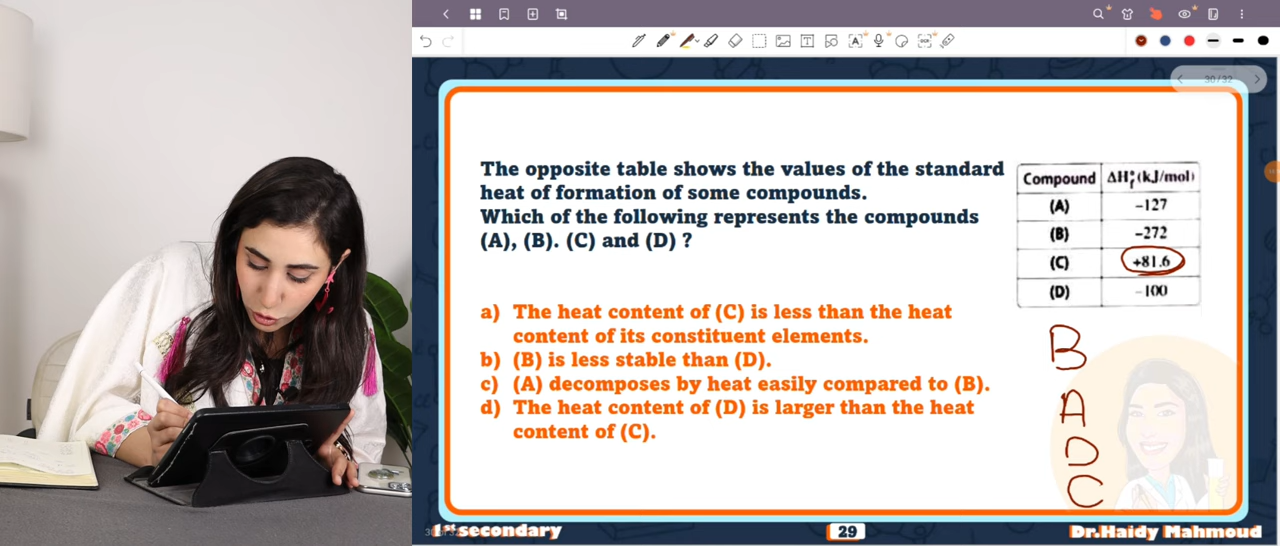 30/32
The opposite table shows the values of the standard
heat of formation of some compounds.
Which of the following represents the compounds
(A), (B). (C) and (D) ?
Compound ΔH°f (kJ/mol)
(A) -127
(B) -272
(C) +81.6
(D) -100
a) The heat content of (C) is less than the heat
content of its constituent elements.
b) (B) is less stable than (D).
c) (A) decomposes by heat easily compared to (B).
d) The heat content of (D) is larger than the heat
content of (C).
B
A
D
C
1st secondary
29
Dr.Haidy Mahmoud